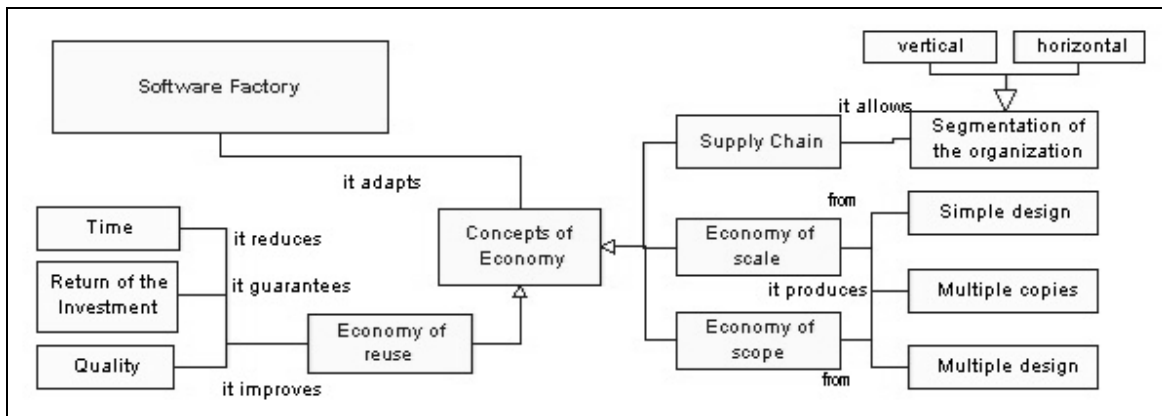 vertical
horizontal
Software Factory
it allows
Supply Chain
Segmentation of
the organization
it adapts
from
Time
it reduces
Concepts of
Economy
Economy of
scale
Simple design
Return of the
Investment
it guarantees
it produces
Multiple copies
Economy of
reuse
Economy of
scope
Quality
it improves
from
Multiple design